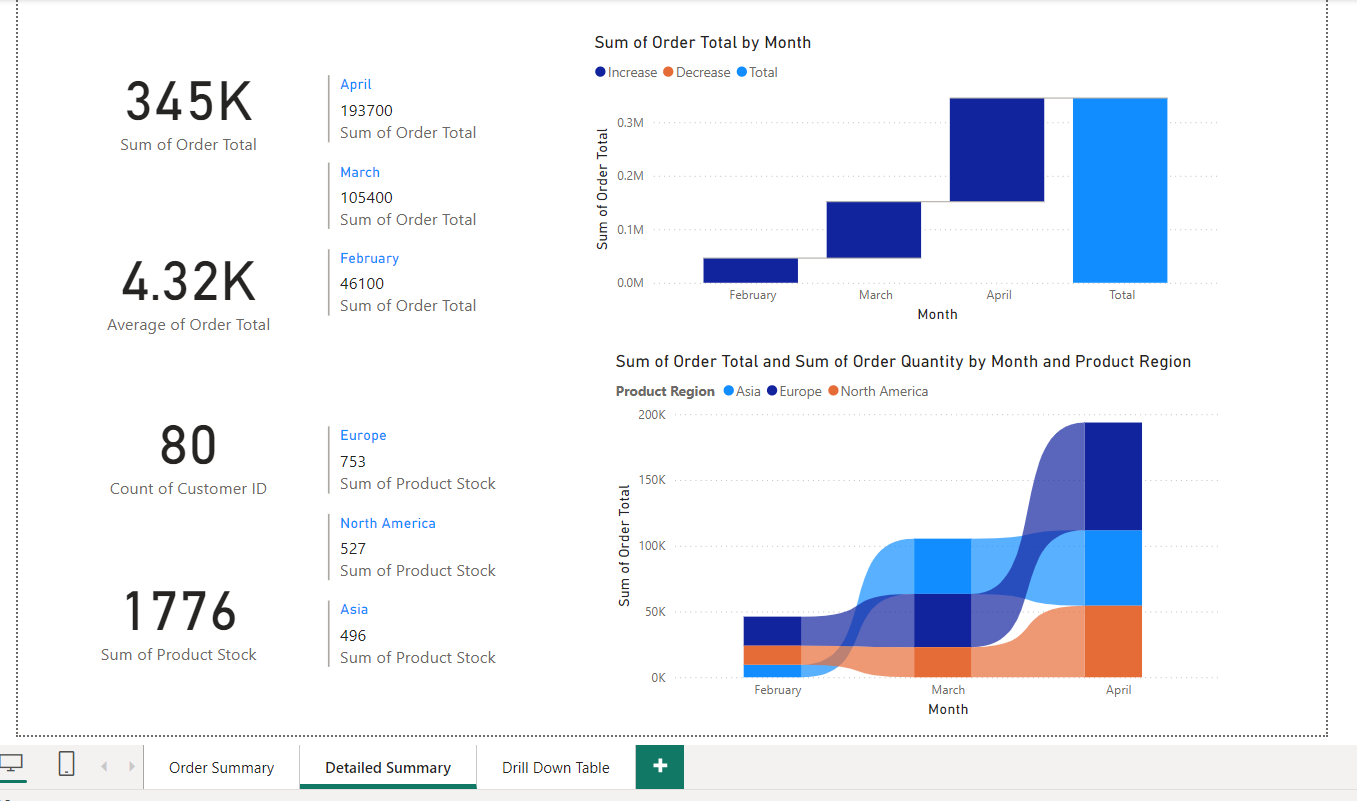 345K
Sum of Order Total
4.32K
Average of Order Total
80
Count of Customer ID
1776
Sum of Product Stock
April
193700
Sum of Order Total
March
105400
Sum of Order Total
February
46100
Sum of Order Total
Europe
753
Sum of Product Stock
North America
527
Sum of Product Stock
Asia
496
Sum of Product Stock
Sum of Order Total by Month
Increase Decrease Total
Sum of Order Total
0.3M
0.2M
0.1M
0.0M
February March April Total
Month
Sum of Order Total and Sum of Order Quantity by Month and Product Region
Product Region Asia Europe North America
Sum of Order Total
200K
150K
100K
50K
0K
February March April
Month
Order Summary Detailed Summary Drill Down Table +